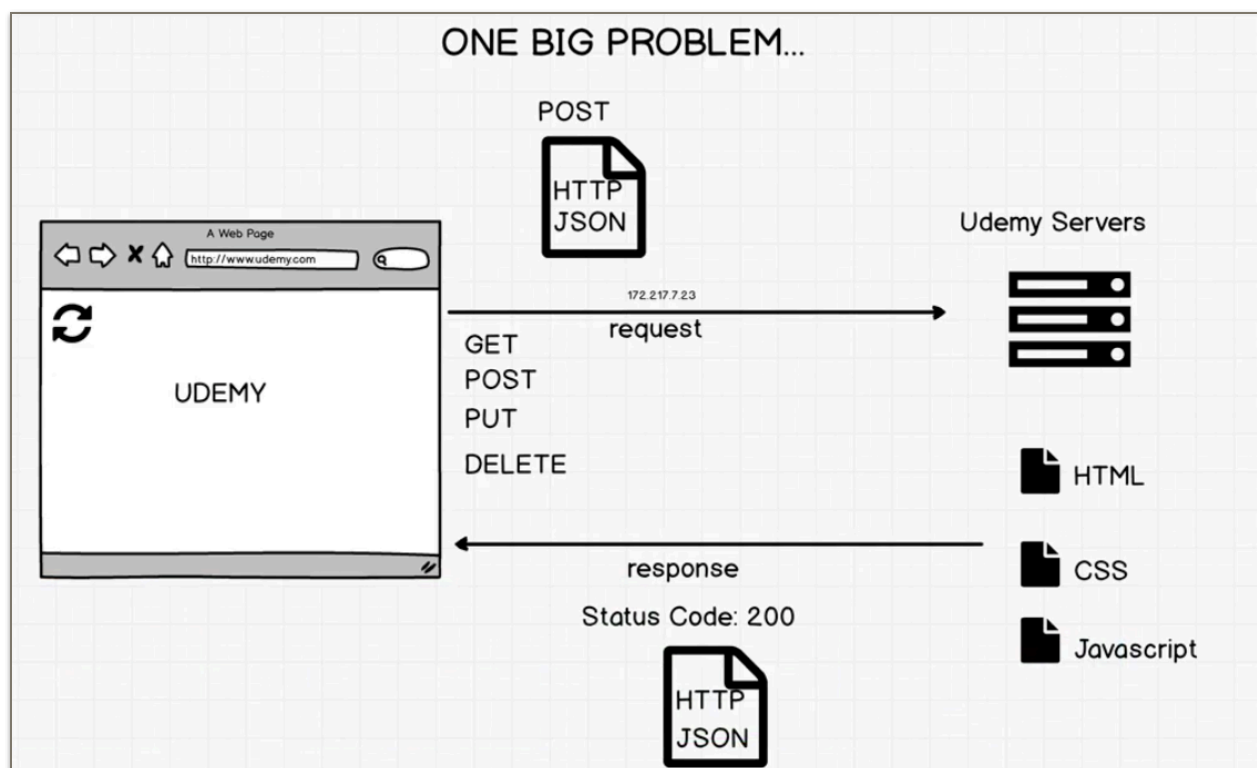 ONE BIG PROBLEM...
POST
HTTP
JSON
Udemy Servers
A Web Page
http://www.udemy.com
172.217.7.23
request
GET
POST
PUT
DELETE
UDEMY
HTML
CSS
Javascript
response
Status Code: 200
HTTP
JSON